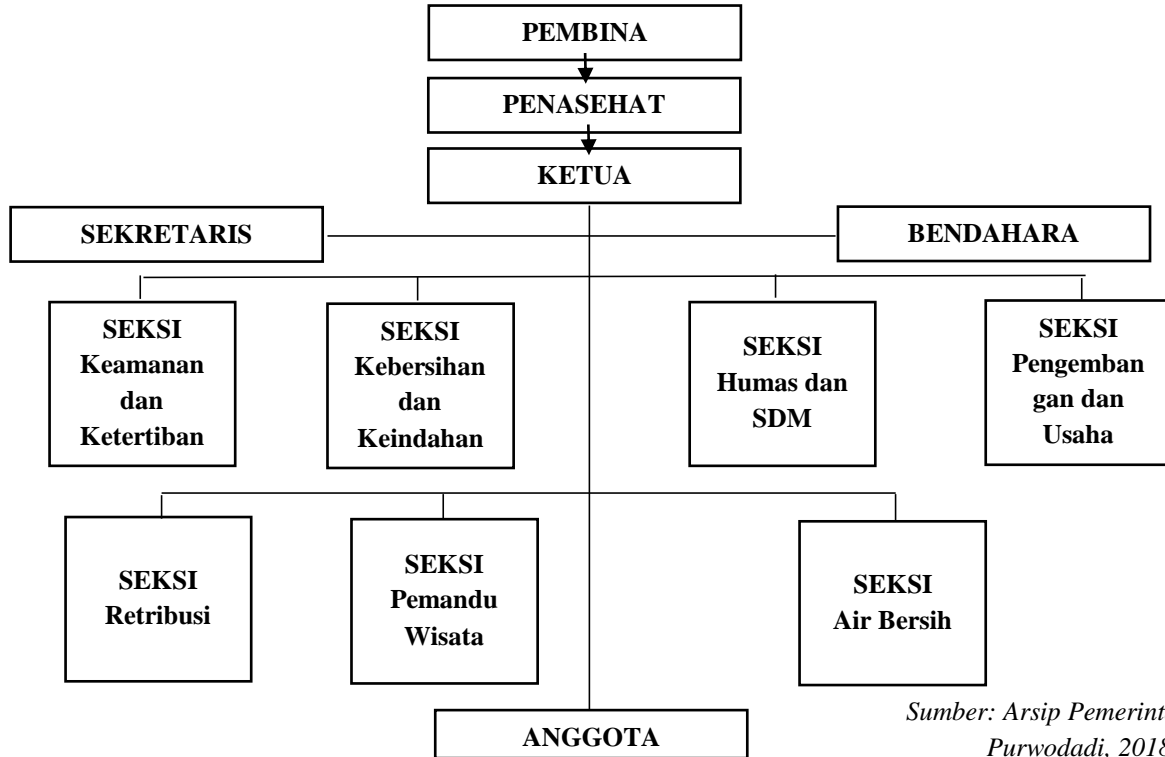 PEMBINA
PENASEHAT
KETUA
SEKRETARIS
BENDAHARA
SEKSI
Keamanan
dan
Ketertiban
SEKSI
Kebersihan
dan
Keindahan
SEKSI
Humas dan
SDM
SEKSI
Pengemban
gan dan
Usaha
SEKSI
Retribusi
SEKSI
Pemandu
Wisata
SEKSI
Air Bersih
ANGGOTA
Sumber: Arsip Pemerint
Purwodadi, 2018